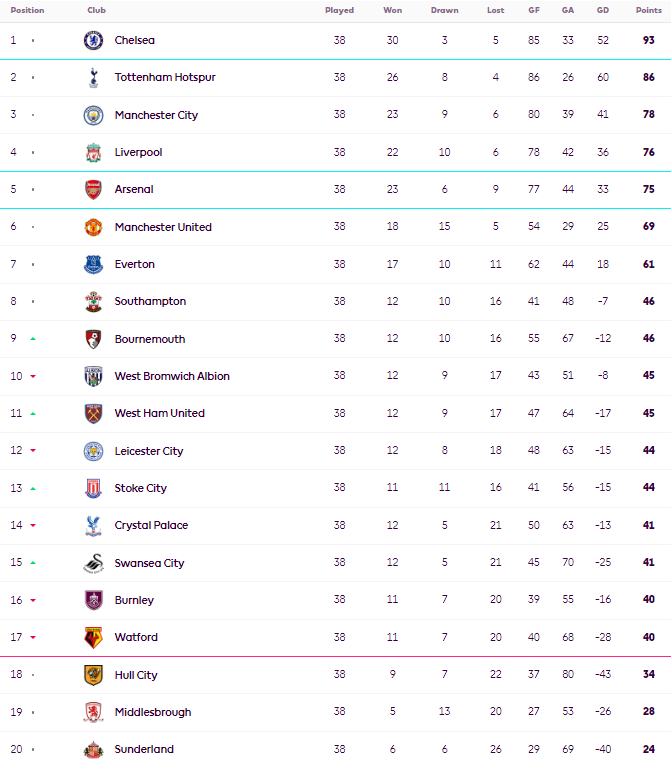 Position Club Played Won Drawn Lost GF GA GD Points
1 Chelsea 38 30 3 5 85 33 52 93
2 Tottenham Hotspur 38 26 8 4 86 26 60 86
3 Manchester City 38 23 9 6 80 39 41 78
4 Liverpool 38 22 10 6 78 42 36 76
5 Arsenal 38 23 6 9 77 44 33 75
6 Manchester United 38 18 15 5 54 29 25 69
7 Everton 38 17 10 11 62 44 18 61
8 Southampton 38 12 10 16 41 48 -7 46
9 Bournemouth 38 12 10 16 55 67 -12 46
10 West Bromwich Albion 38 12 9 17 43 51 -8 45
11 West Ham United 38 12 9 17 47 64 -17 45
12 Leicester City 38 12 8 18 48 63 -15 44
13 Stoke City 38 11 11 16 41 56 -15 44
14 Crystal Palace 38 12 5 21 50 63 -13 41
15 Swansea City 38 12 5 21 45 70 -25 41
16 Burnley 38 11 7 20 39 55 -16 40
17 Watford 38 11 7 20 40 68 -28 40
18 Hull City 38 9 7 22 37 80 -43 34
19 Middlesbrough 38 5 13 20 27 53 -26 28
20 Sunderland 38 6 6 26 29 69 -40 24